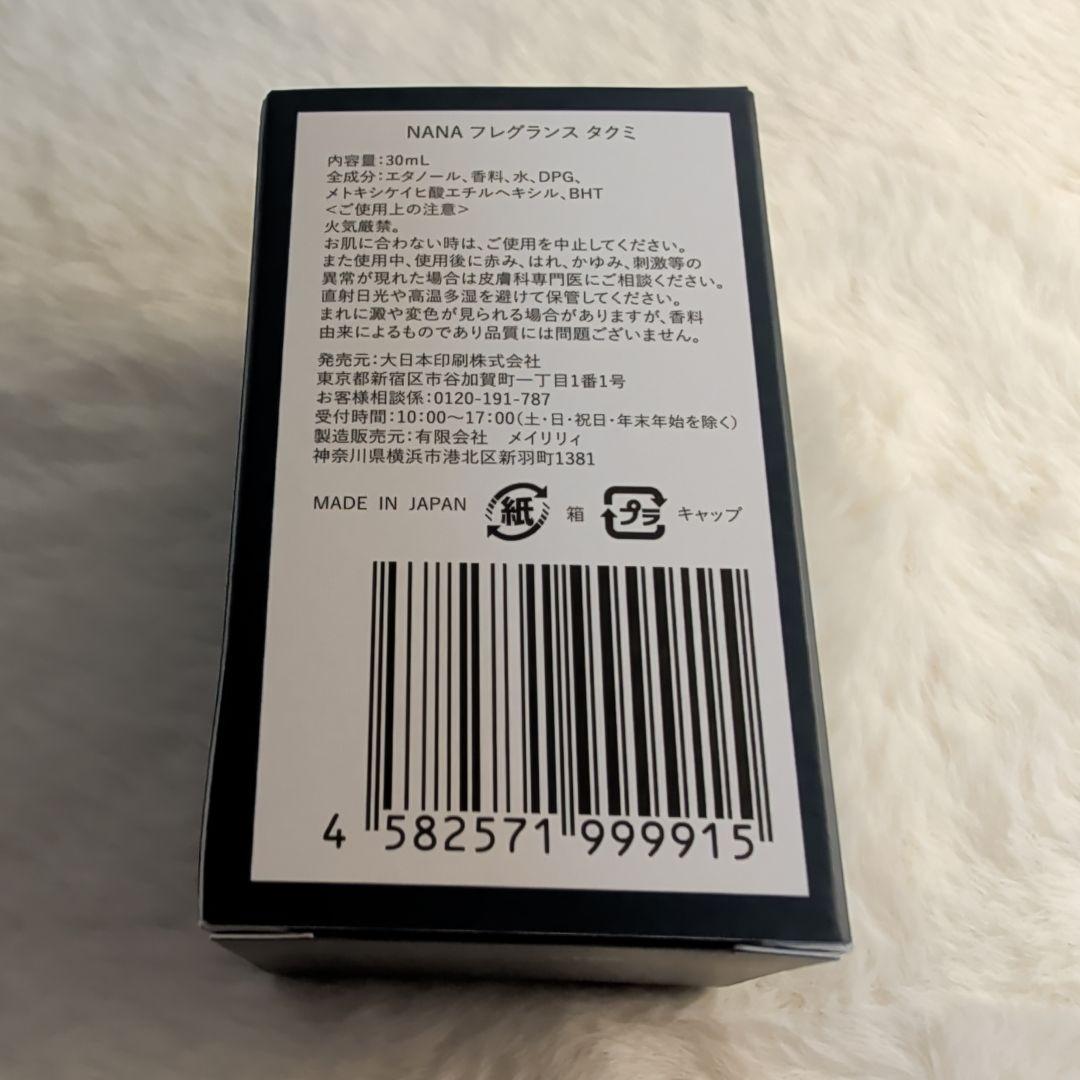 NANA フレグランス タクミ
内容量：30mL
全成分：エタノール、香料、水、DPG、
メトキシケイヒ酸エチルヘキシル、BHT
＜ご使用上の注意＞
火気厳禁。
お肌に合わない時は、ご使用を中止してください。
また使用中、使用後に赤み、はれ、かゆみ、刺激等の
異常が現れた場合は皮膚科専門医にご相談ください。
直射日光や高温多湿を避けて保管してください。
まれに澱や変色が見られる場合がありますが、香料
由来によるものであり品質には問題ございません。
発売元：大日本印刷株式会社
東京都新宿区市谷加賀町一丁目1番1号
お客様相談係：0120-191-787
受付時間：10：00～17：00（土・日・祝日・年末年始を除く）
製造販売元：有限会社　メイリリィ
神奈川県横浜市港北区新羽町1381
MADE IN JAPAN 紙 箱 プラ キャップ
4 582571 999915